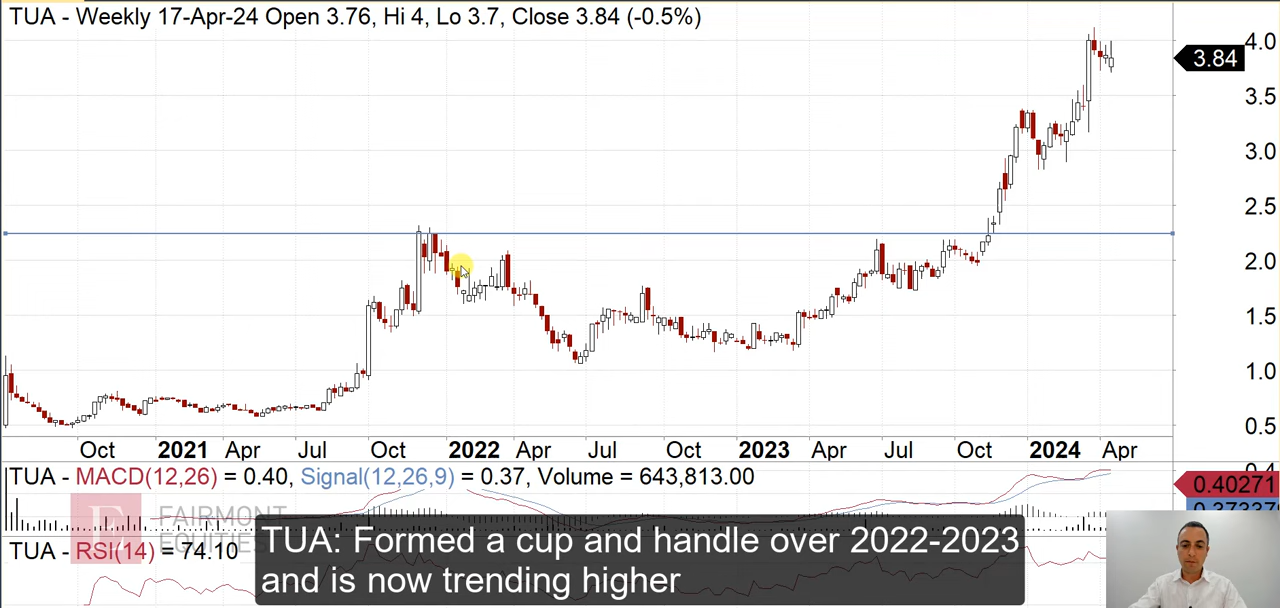 TUA - Weekly 17-Apr-24 Open 3.76, Hi 4, Lo 3.7, Close 3.84 (-0.5%)
4.0
3.84
3.5
3.0
2.5
2.0
1.5
1.0
0.5
Oct 2021 Apr Jul Oct 2022 Apr Jul Oct 2023 Apr Jul Oct 2024 Apr
TUA - MACD(12,26) = 0.40, Signal(12,26,9) = 0.37, Volume = 643,813.00
0.40271
FAIRMONT
EQUITIES
TUA - RSI(14) = 74.10
TUA: Formed a cup and handle over 2022-2023
and is now trending higher